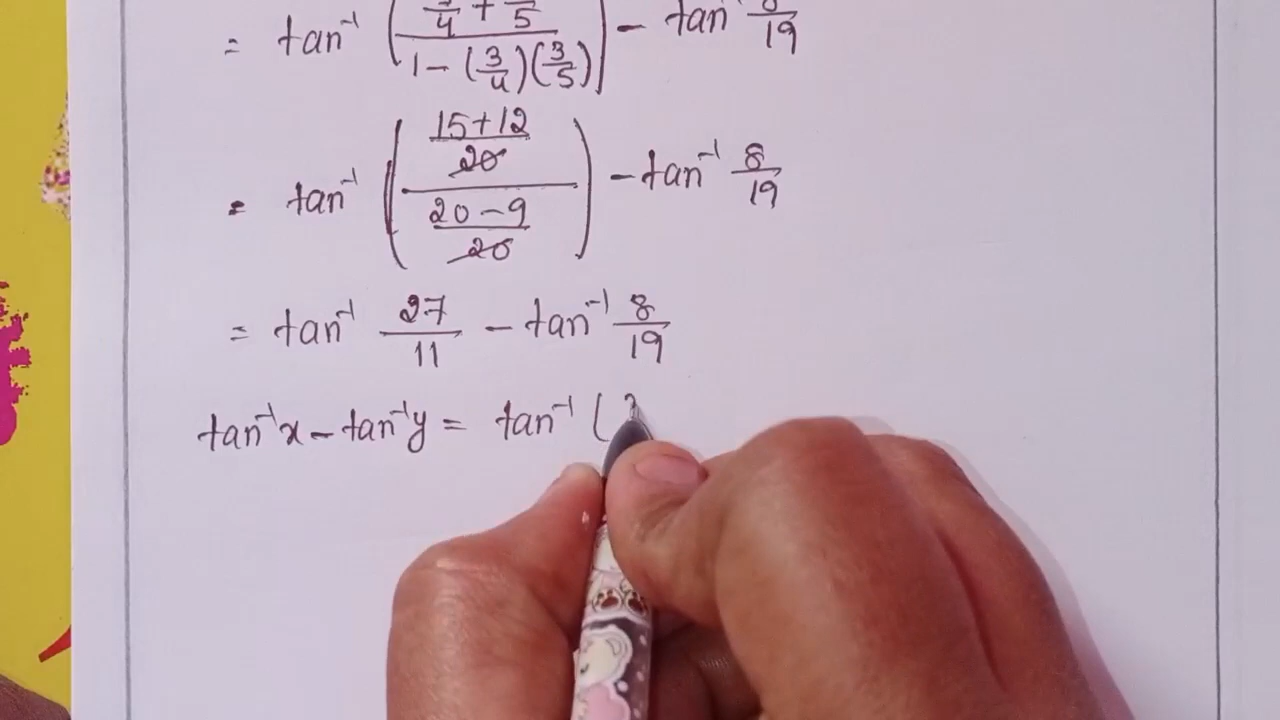 = tan⁻¹ ( (3/4 + 3/5) / (1 − (3/4)(3/5)) ) − tan⁻¹ 8/19
= tan⁻¹ ( ((15+12)/20) / ((20−9)/20) ) − tan⁻¹ 8/19
= tan⁻¹ 27/11 − tan⁻¹ 8/19
tan⁻¹x − tan⁻¹y = tan⁻¹ (